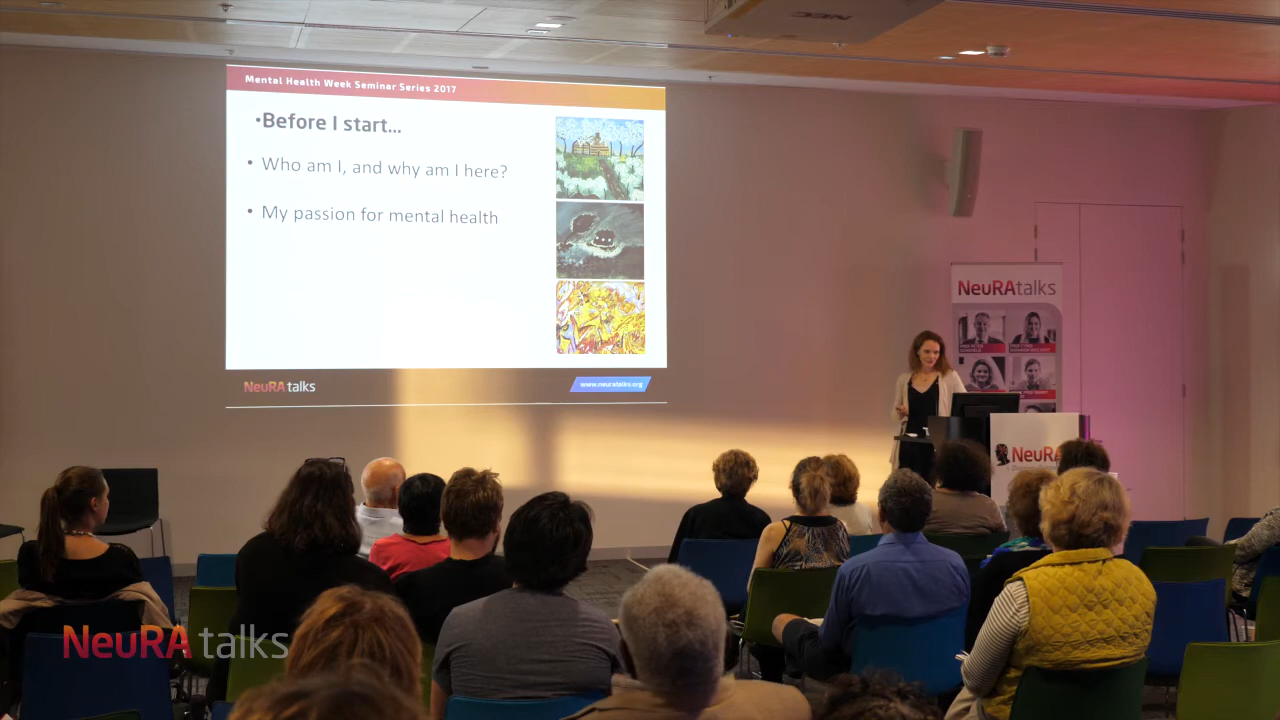 NEC
Mental Health Week Seminar Series 2017
•Before I start...
• Who am I, and why am I here?
• My passion for mental health
NeuRA talks
www.neuratalks.org
NeuRAtalks
NeuRA
NeuRA talks